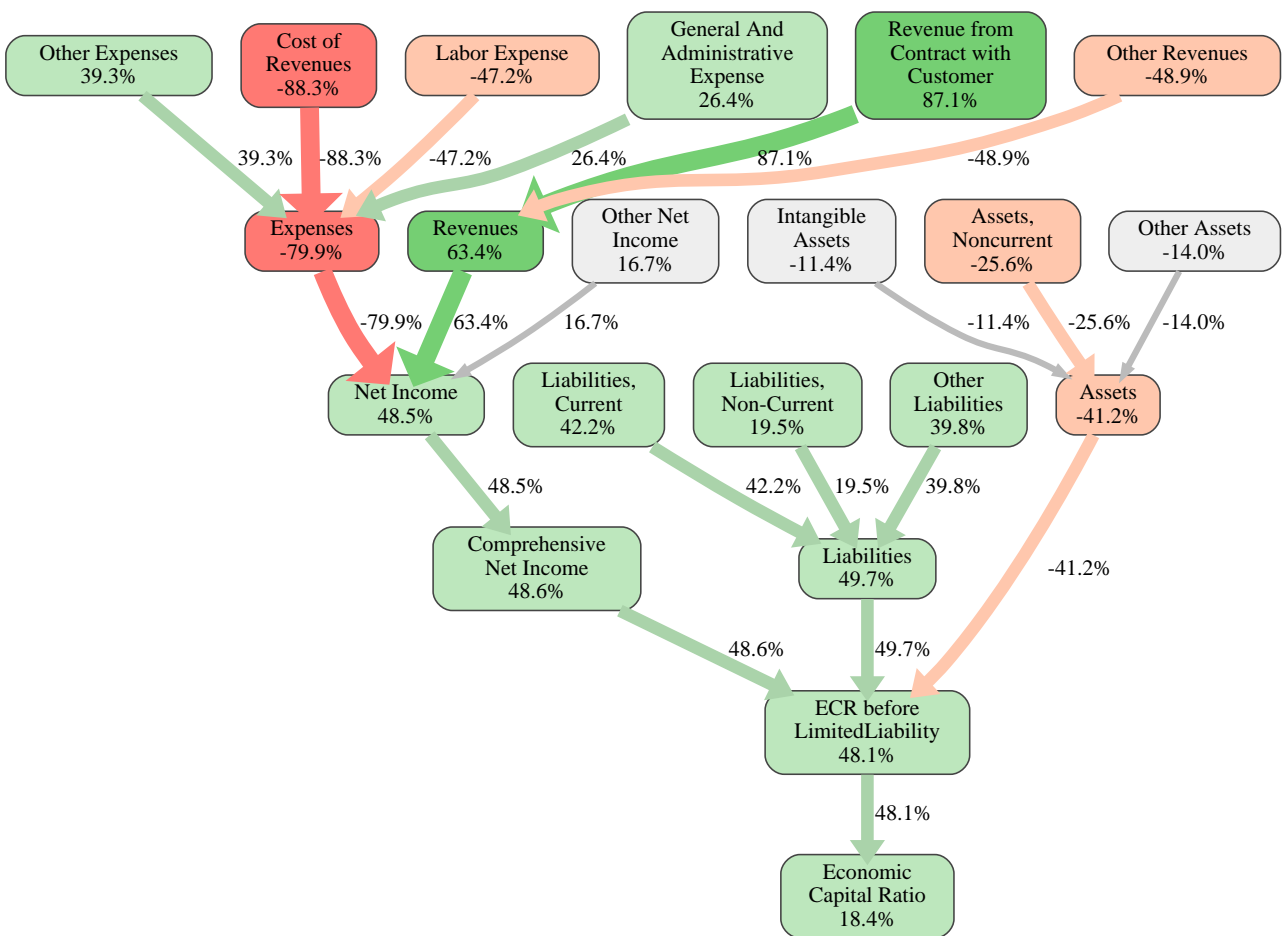 Other Expenses
39.3%
Cost of
Revenues
-88.3%
Labor Expense
-47.2%
General And
Administrative
Expense
26.4%
Revenue from
Contract with
Customer
87.1%
Other Revenues
-48.9%
39.3%
-88.3%
-47.2%
26.4%
87.1%
-48.9%
Expenses
-79.9%
Revenues
63.4%
Other Net
Income
16.7%
Intangible
Assets
-11.4%
Assets,
Noncurrent
-25.6%
Other Assets
-14.0%
-79.9%
63.4%
16.7%
-11.4%
-25.6%
-14.0%
Net Income
48.5%
Liabilities,
Current
42.2%
Liabilities,
Non-Current
19.5%
Other
Liabilities
39.8%
Assets
-41.2%
48.5%
42.2%
19.5%
39.8%
Comprehensive
Net Income
48.6%
Liabilities
49.7%
-41.2%
48.6%
49.7%
ECR before
LimitedLiability
48.1%
48.1%
Economic
Capital Ratio
18.4%